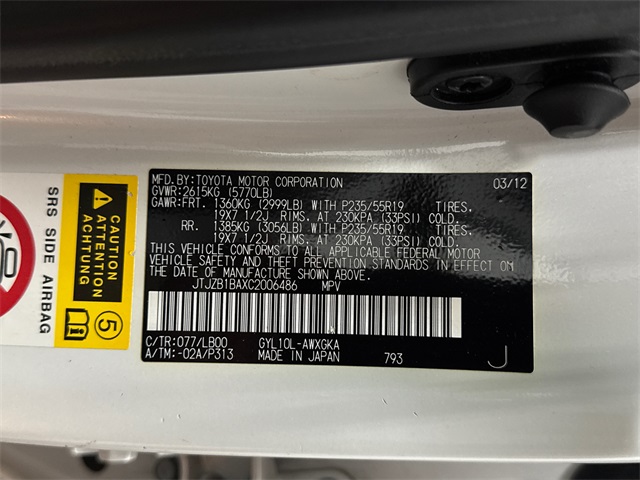 MFD.BY:TOYOTA MOTOR CORPORATION 03/12
GVWR:2615KG (5770LB)
GAWR:FRT. 1360KG (2999LB) WITH P235/55R19 TIRES.
19X7 1/2J RIMS. AT 230KPA (33PSI) COLD.
RR. 1385KG (3056LB) WITH P235/55R19 TIRES.
19X7 1/2J RIMS. AT 230KPA (33PSI) COLD.
THIS VEHICLE CONFORMS TO ALL APPLICABLE FEDERAL MOTOR
VEHICLE SAFETY AND THEFT PREVENTION STANDARDS IN EFFECT ON
THE DATE OF MANUFACTURE SHOWN ABOVE.
JTJZB1BAXC2006486 MPV
C/TR:077/LB00 GYL10L-AWXGKA
A/TM:-02A/P313 MADE IN JAPAN 793
J
SRS SIDE AIRBAG
CAUTION
ATTENTION
ACHTUNG
5